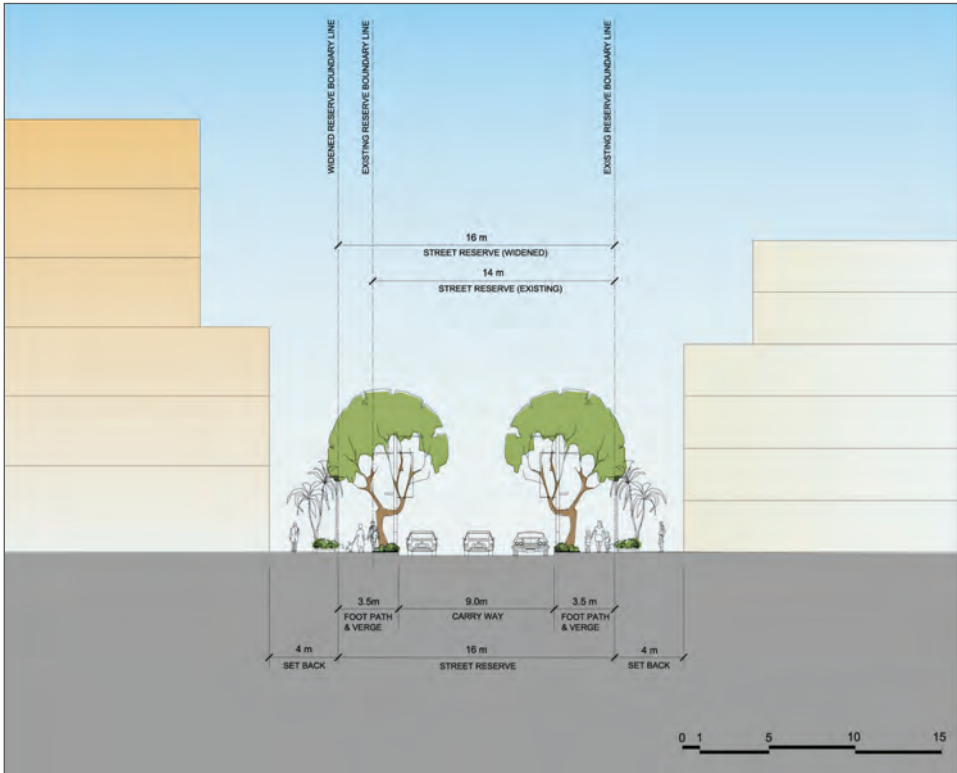 WIDENED RESERVE BOUNDARY LINE
EXISTING RESERVE BOUNDARY LINE
EXISTING RESERVE BOUNDARY LINE
16 m
STREET RESERVE (WIDENED)
14 m
STREET RESERVE (EXISTING)
3.5m
FOOT PATH
& VERGE
9.0m
CARRY WAY
3.5 m
FOOT PATH
& VERGE
4 m
SET BACK
16 m
STREET RESERVE
4 m
SET BACK
0 1 5 10 15